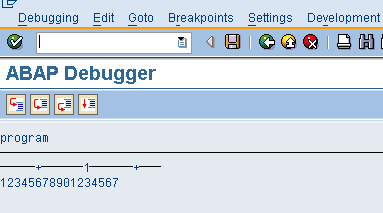 Debugging Edit Goto Breakpoints Settings Development
ABAP Debugger
program
----+----1----+--
12345678901234567